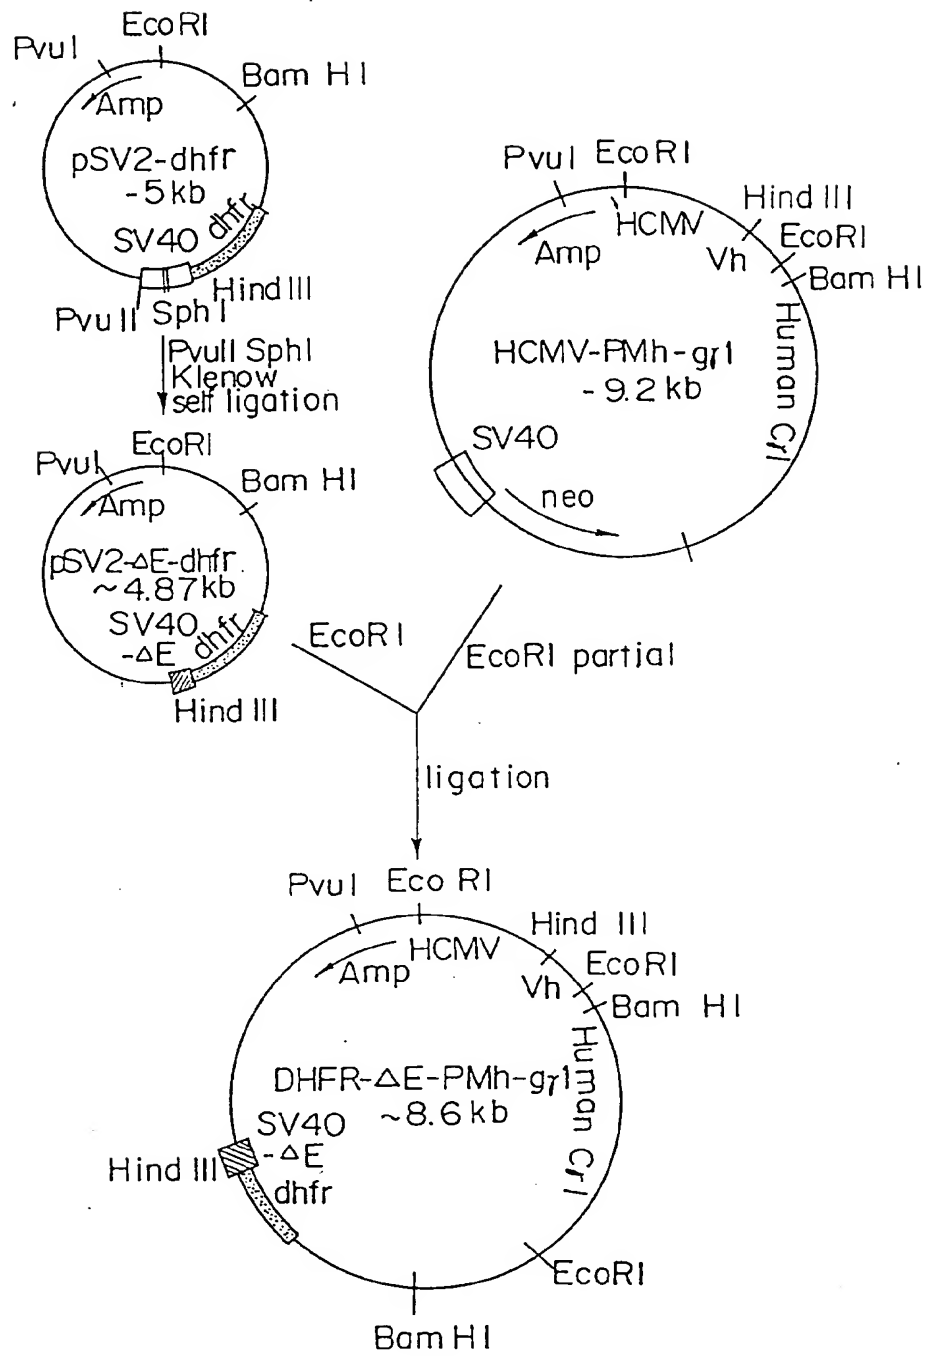 EcoRI
PvuI
Bam HI
Amp
pSV2-dhfr
-5kb
dhfr
SV40
Hind III
PvuII
SphI
PvuII SphI
Klenow
self ligation
PvuI
EcoRI
Hind III
HCMV
EcoRI
Amp
Vh
Bam HI
HCMV-PMh-gγ1
-9.2kb
Human Cγ1
SV40
neo
EcoRI
PvuI
Bam HI
Amp
pSV2-ΔE-dhfr
~4.87kb
SV40
-ΔE
dhfr
Hind III
EcoRI
EcoRI partial
ligation
PvuI
Eco RI
Hind III
HCMV
Amp
EcoRI
Vh
Bam HI
Human Cγ1
DHFR-ΔE-PMh-gγ1
~8.6kb
SV40
-ΔE
Hind III
dhfr
EcoRI
Bam HI